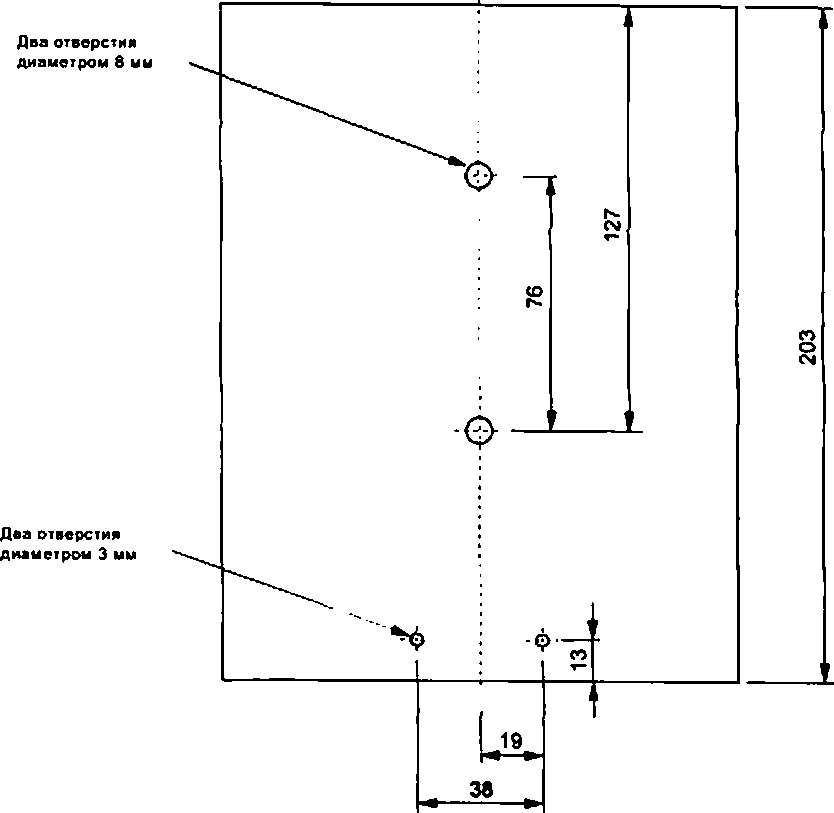 Два отверстия
диаметром 8 мм
127
76
203
Два отверстия
диаметром 3 мм
13
19
38